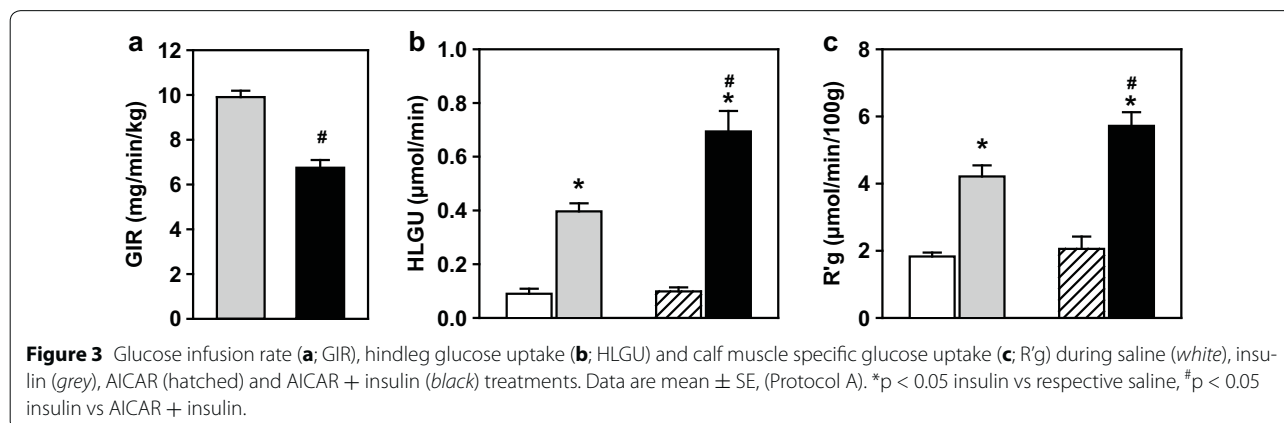 a
12
10
8
6
4
2
0
GIR (mg/min/kg)
#
b
1.0
0.8
0.6
0.4
0.2
0.0
HLGU (µmol/min)
*
#
*
c
8
6
4
2
0
R'g (µmol/min/100g)
*
#
*
Figure 3 Glucose infusion rate (a; GIR), hindleg glucose uptake (b; HLGU) and calf muscle specific glucose uptake (c; R'g) during saline (white), insu-
lin (grey), AICAR (hatched) and AICAR + insulin (black) treatments. Data are mean ± SE, (Protocol A). *p < 0.05 insulin vs respective saline, #p < 0.05
insulin vs AICAR + insulin.